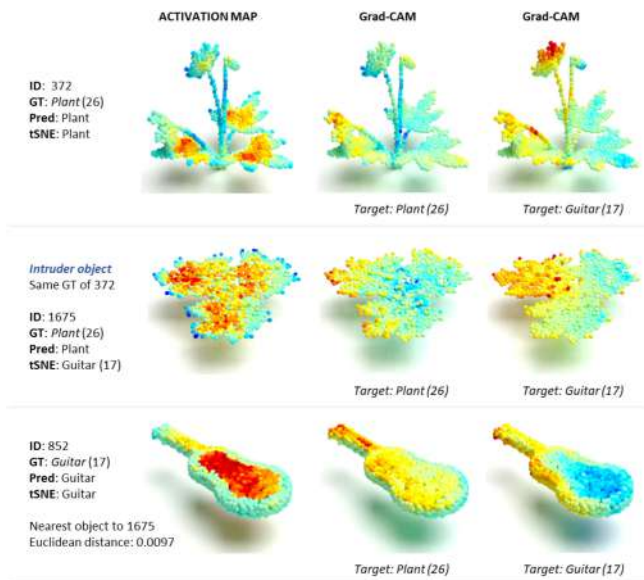 ACTIVATION MAP Grad-CAM Grad-CAM
ID: 372
GT: Plant (26)
Pred: Plant
tSNE: Plant
Target: Plant (26) Target: Guitar (17)
Intruder object
Same GT of 372
ID: 1675
GT: Plant (26)
Pred: Plant
tSNE: Guitar (17)
Target: Plant (26) Target: Guitar (17)
ID: 852
GT: Guitar (17)
Pred: Guitar
tSNE: Guitar
Nearest object to 1675
Euclidean distance: 0.0097
Target: Plant (26) Target: Guitar (17)